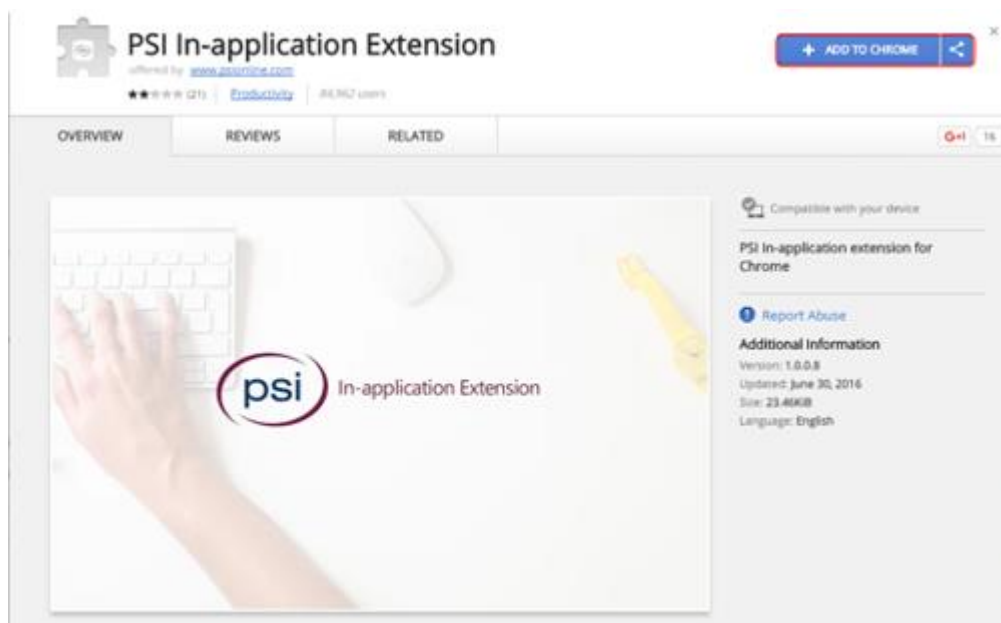 PSI In-application Extension
offered by www.psionline.com
(21) Productivity users
+ ADD TO CHROME
OVERVIEW REVIEWS RELATED
G+1 16
Compatible with your device
PSI In-application extension for
Chrome
Report Abuse
Additional Information
Version: 1.0.0.8
Updated: June 30, 2016
Size: 23.46KiB
Language: English
psi In-application Extension